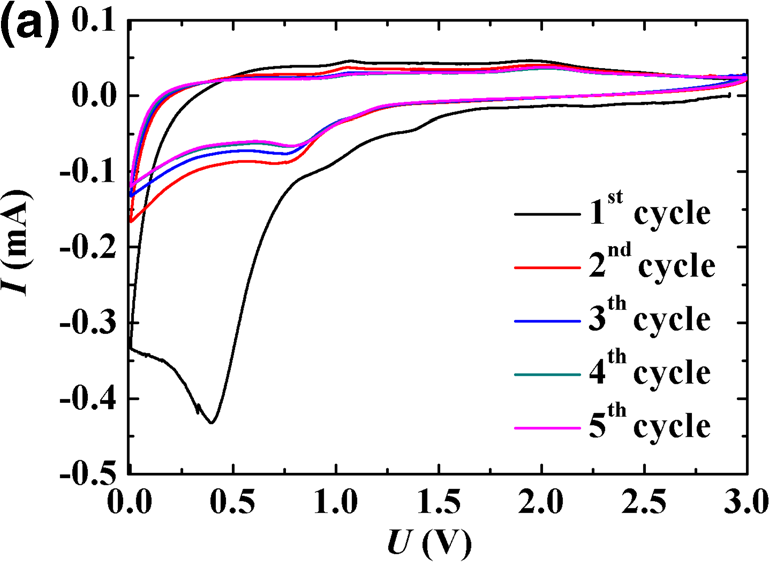 (a)
0.1
0.0
-0.1
-0.2
-0.3
-0.4
-0.5
I (mA)
1st cycle
2nd cycle
3th cycle
4th cycle
5th cycle
0.0 0.5 1.0 1.5 2.0 2.5 3.0
U (V)